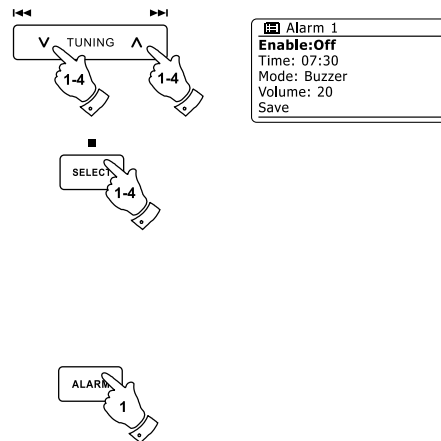 TUNING
1-4
1-4
SELECT
1-4
ALARM
1
Alarm 1
Enable:Off
Time: 07:30
Mode: Buzzer
Volume: 20
Save